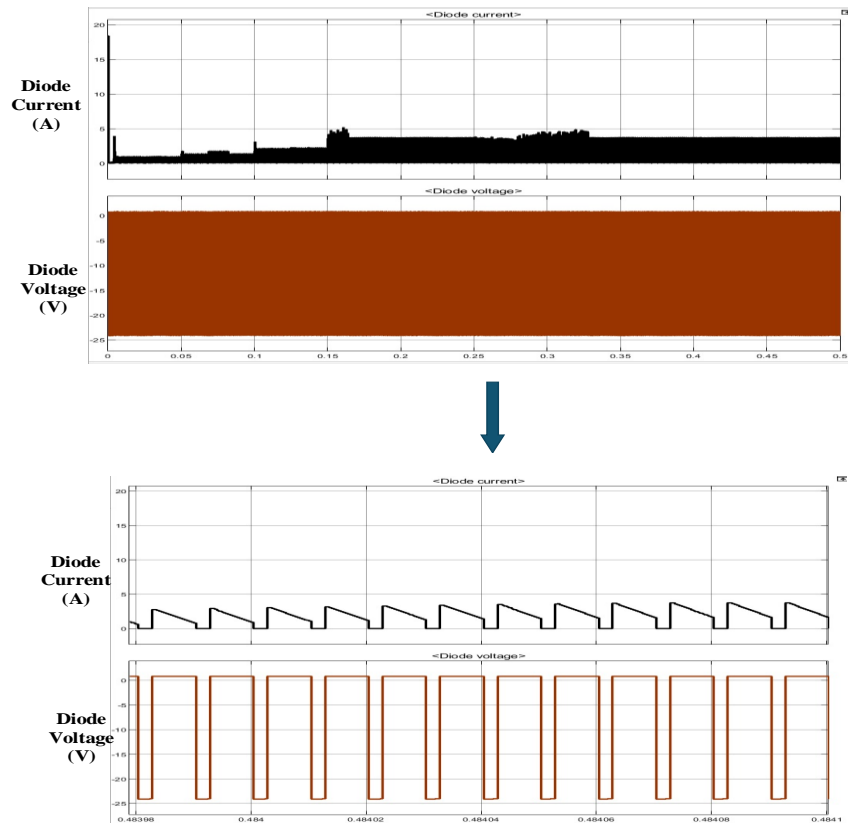 <Diode current>
20
15
10
5
0
Diode
Current
(A)
<Diode voltage>
0
-5
-10
-15
-20
-25
Diode
Voltage
(V)
0 0.05 0.1 0.15 0.2 0.25 0.3 0.35 0.4 0.45 0.5
<Diode current>
20
15
10
5
0
Diode
Current
(A)
<Diode voltage>
0
-5
-10
-15
-20
-25
Diode
Voltage
(V)
0.48398 0.484 0.48402 0.48404 0.48406 0.48408 0.4841